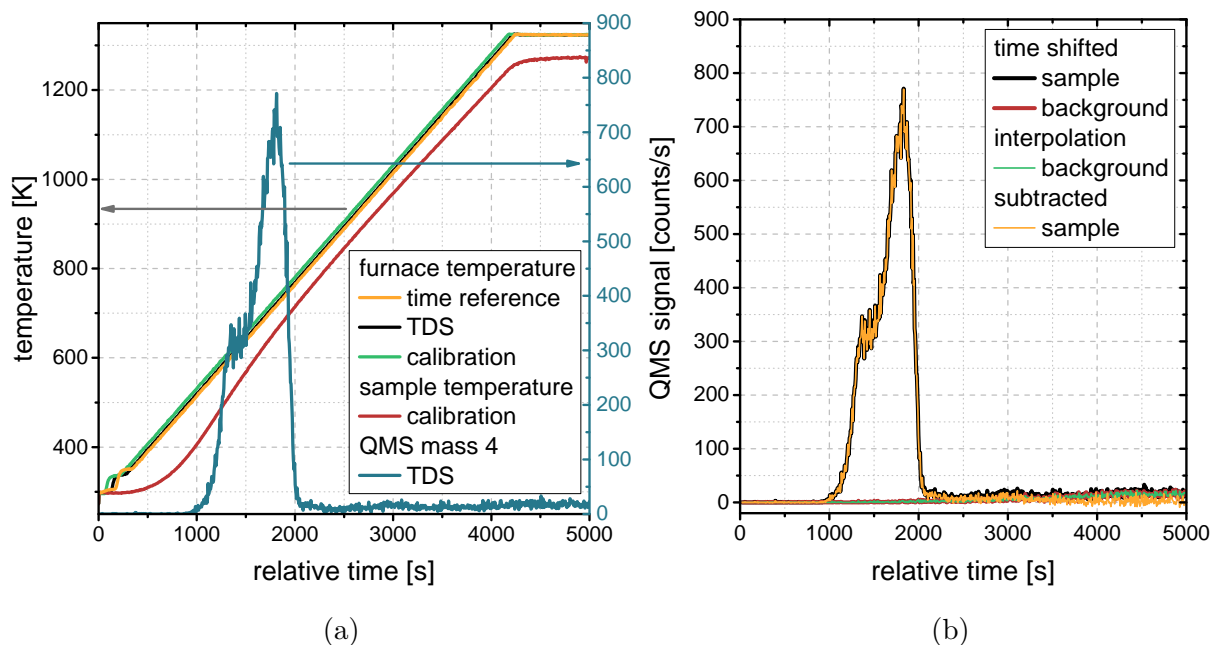 temperature [K]
1200
1000
800
600
400
0
1000
2000
3000
4000
5000
relative time [s]
900
800
700
600
500
400
300
200
100
0
furnace temperature
time reference
TDS
calibration
sample temperature
calibration
QMS mass 4
TDS
(a)
QMS signal [counts/s]
900
800
700
600
500
400
300
200
100
0
0
1000
2000
3000
4000
5000
relative time [s]
time shifted
sample
background
interpolation
background
subtracted
sample
(b)